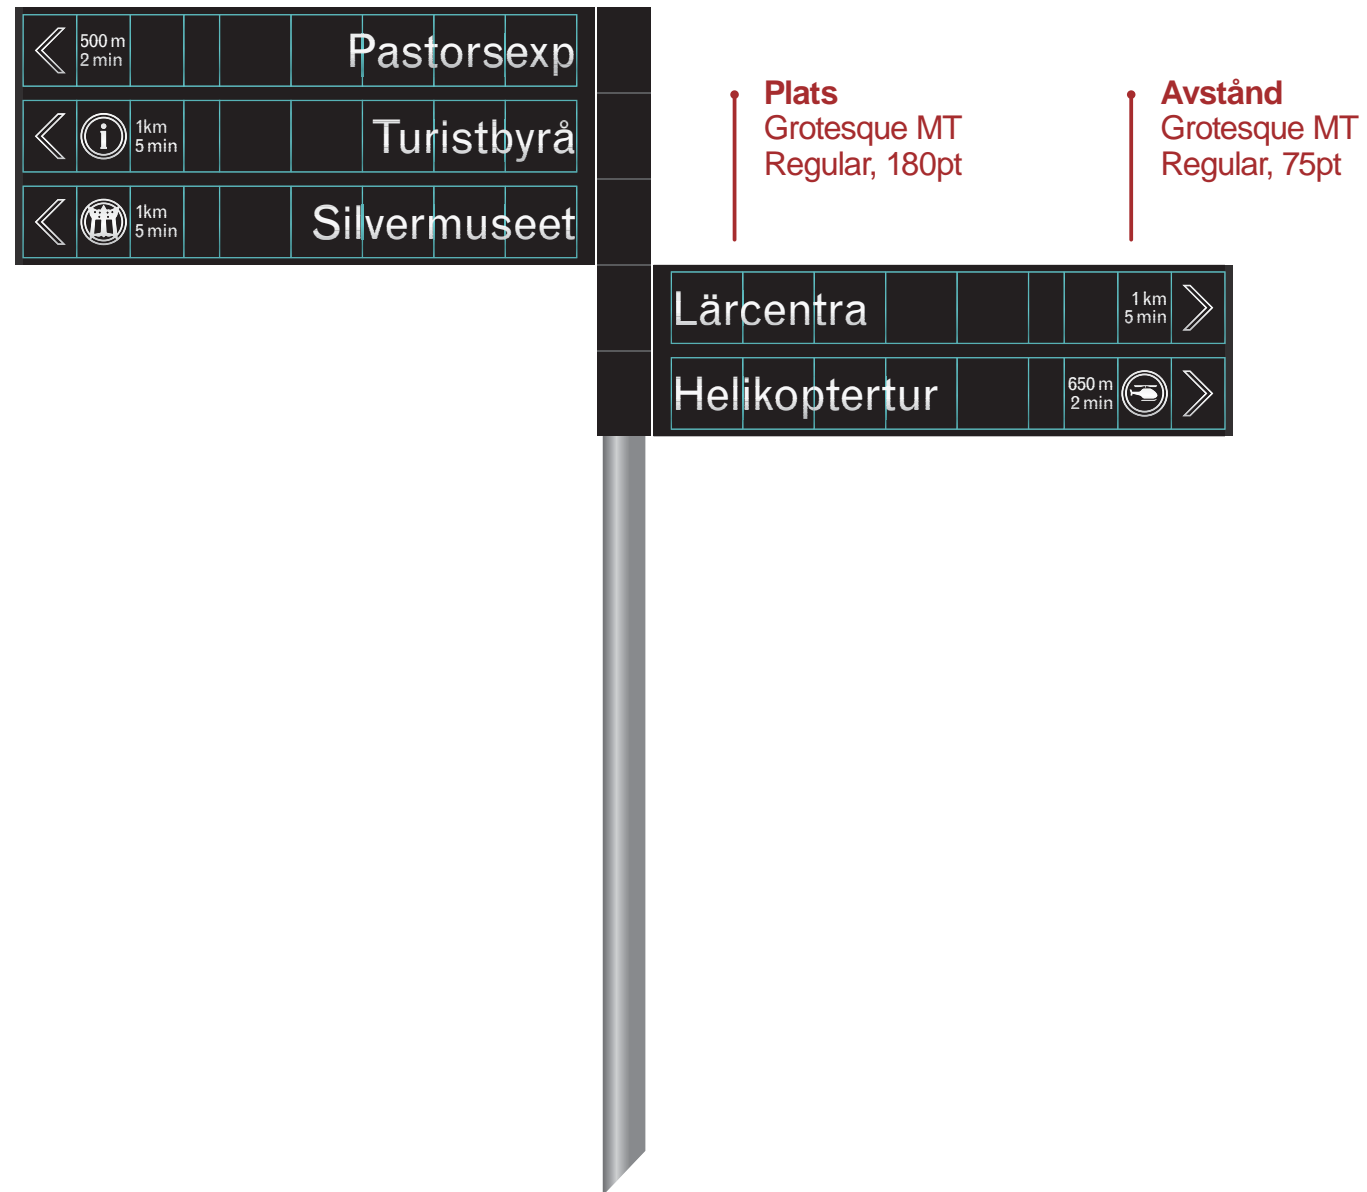 500 m
2 min
Pastorsexp
1km
5 min
Turistbyrå
1km
5 min
Silvermuseet
Plats
Grotesque MT
Regular, 180pt
Avstånd
Grotesque MT
Regular, 75pt
Lärcentra
1 km
5 min
Helikoptertur
650 m
2 min